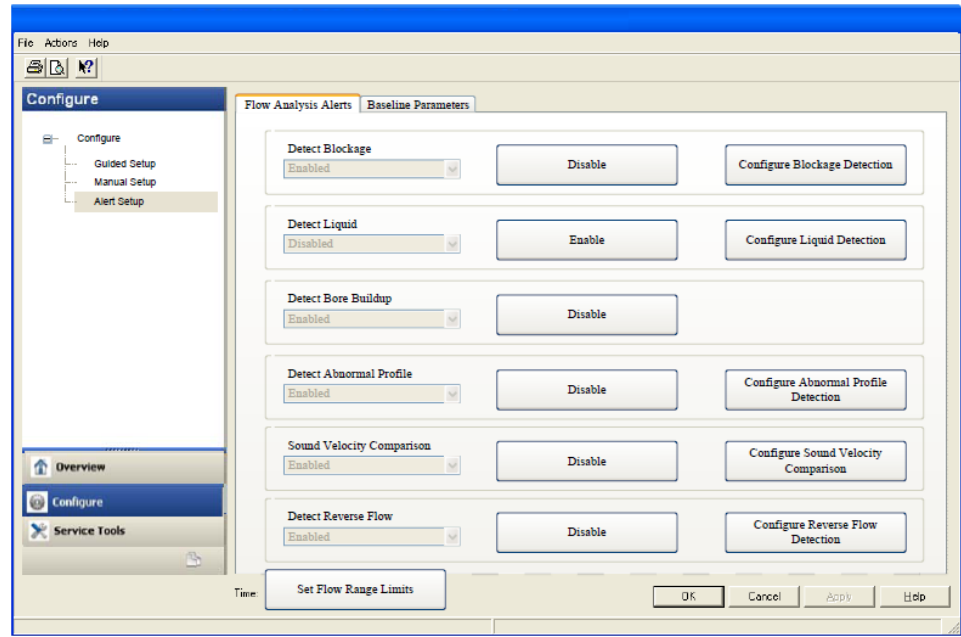 File Actions Help
Configure
Configure
Guided Setup
Manual Setup
Alert Setup
Overview
Configure
Service Tools
Flow Analysis Alerts
Baseline Parameters
Detect Blockage
Enabled
Disable
Configure Blockage Detection
Detect Liquid
Disabled
Enable
Configure Liquid Detection
Detect Bore Buildup
Enabled
Disable
Detect Abnormal Profile
Enabled
Disable
Configure Abnormal Profile
Detection
Sound Velocity Comparison
Enabled
Disable
Configure Sound Velocity
Comparison
Detect Reverse Flow
Enabled
Disable
Configure Reverse Flow
Detection
Time:
Set Flow Range Limits
OK
Cancel
Apply
Help